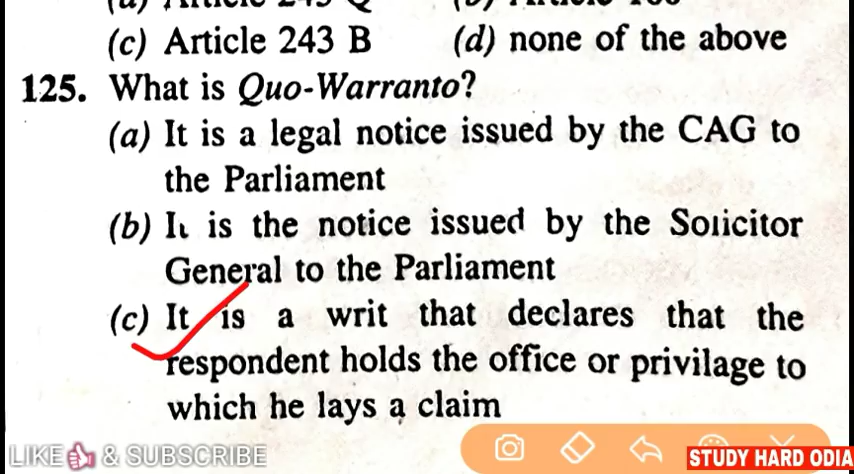 (c) Article 243 B (d) none of the above
125. What is Quo-Warranto?
(a) It is a legal notice issued by the CAG to
the Parliament
(b) It is the notice issued by the Solicitor
General to the Parliament
(c) It is a writ that declares that the
respondent holds the office or privilage to
which he lays a claim
LIKE & SUBSCRIBE
STUDY HARD ODIA